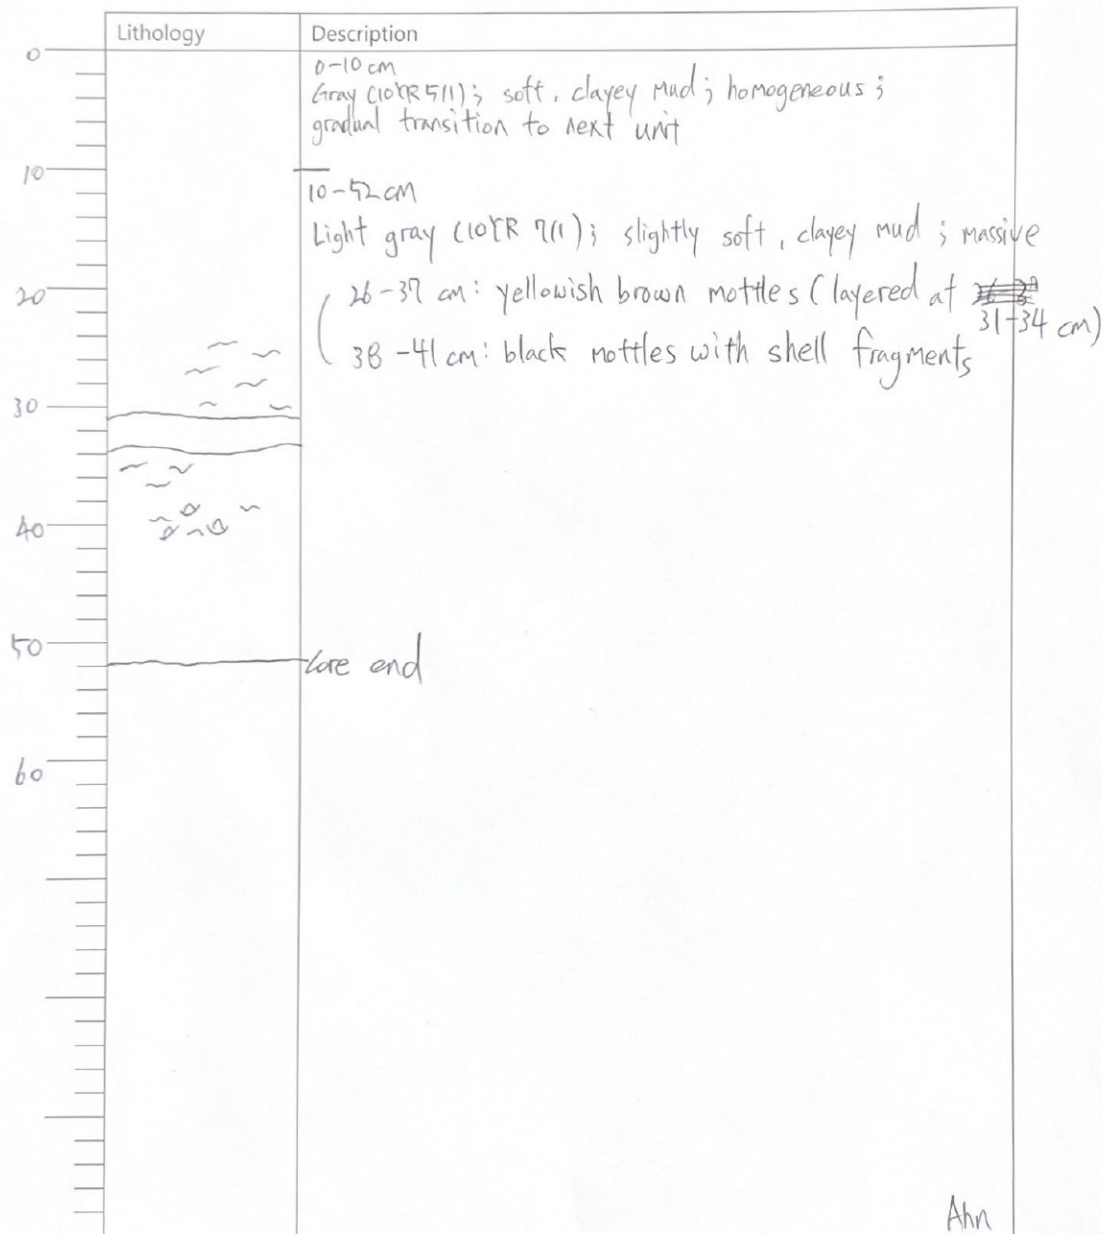 Lithology Description
0
0-10 cm
Gray (10YR 5/1); soft, clayey mud; homogeneous;
gradual transition to next unit
10
10-52 cm
Light gray (10YR 7/1); slightly soft, clayey mud; massive
20
26-37 cm: yellowish brown mottles (layered at
31-34 cm)
38-41 cm: black mottles with shell fragments
30
40
50
Core end
60
Ahn